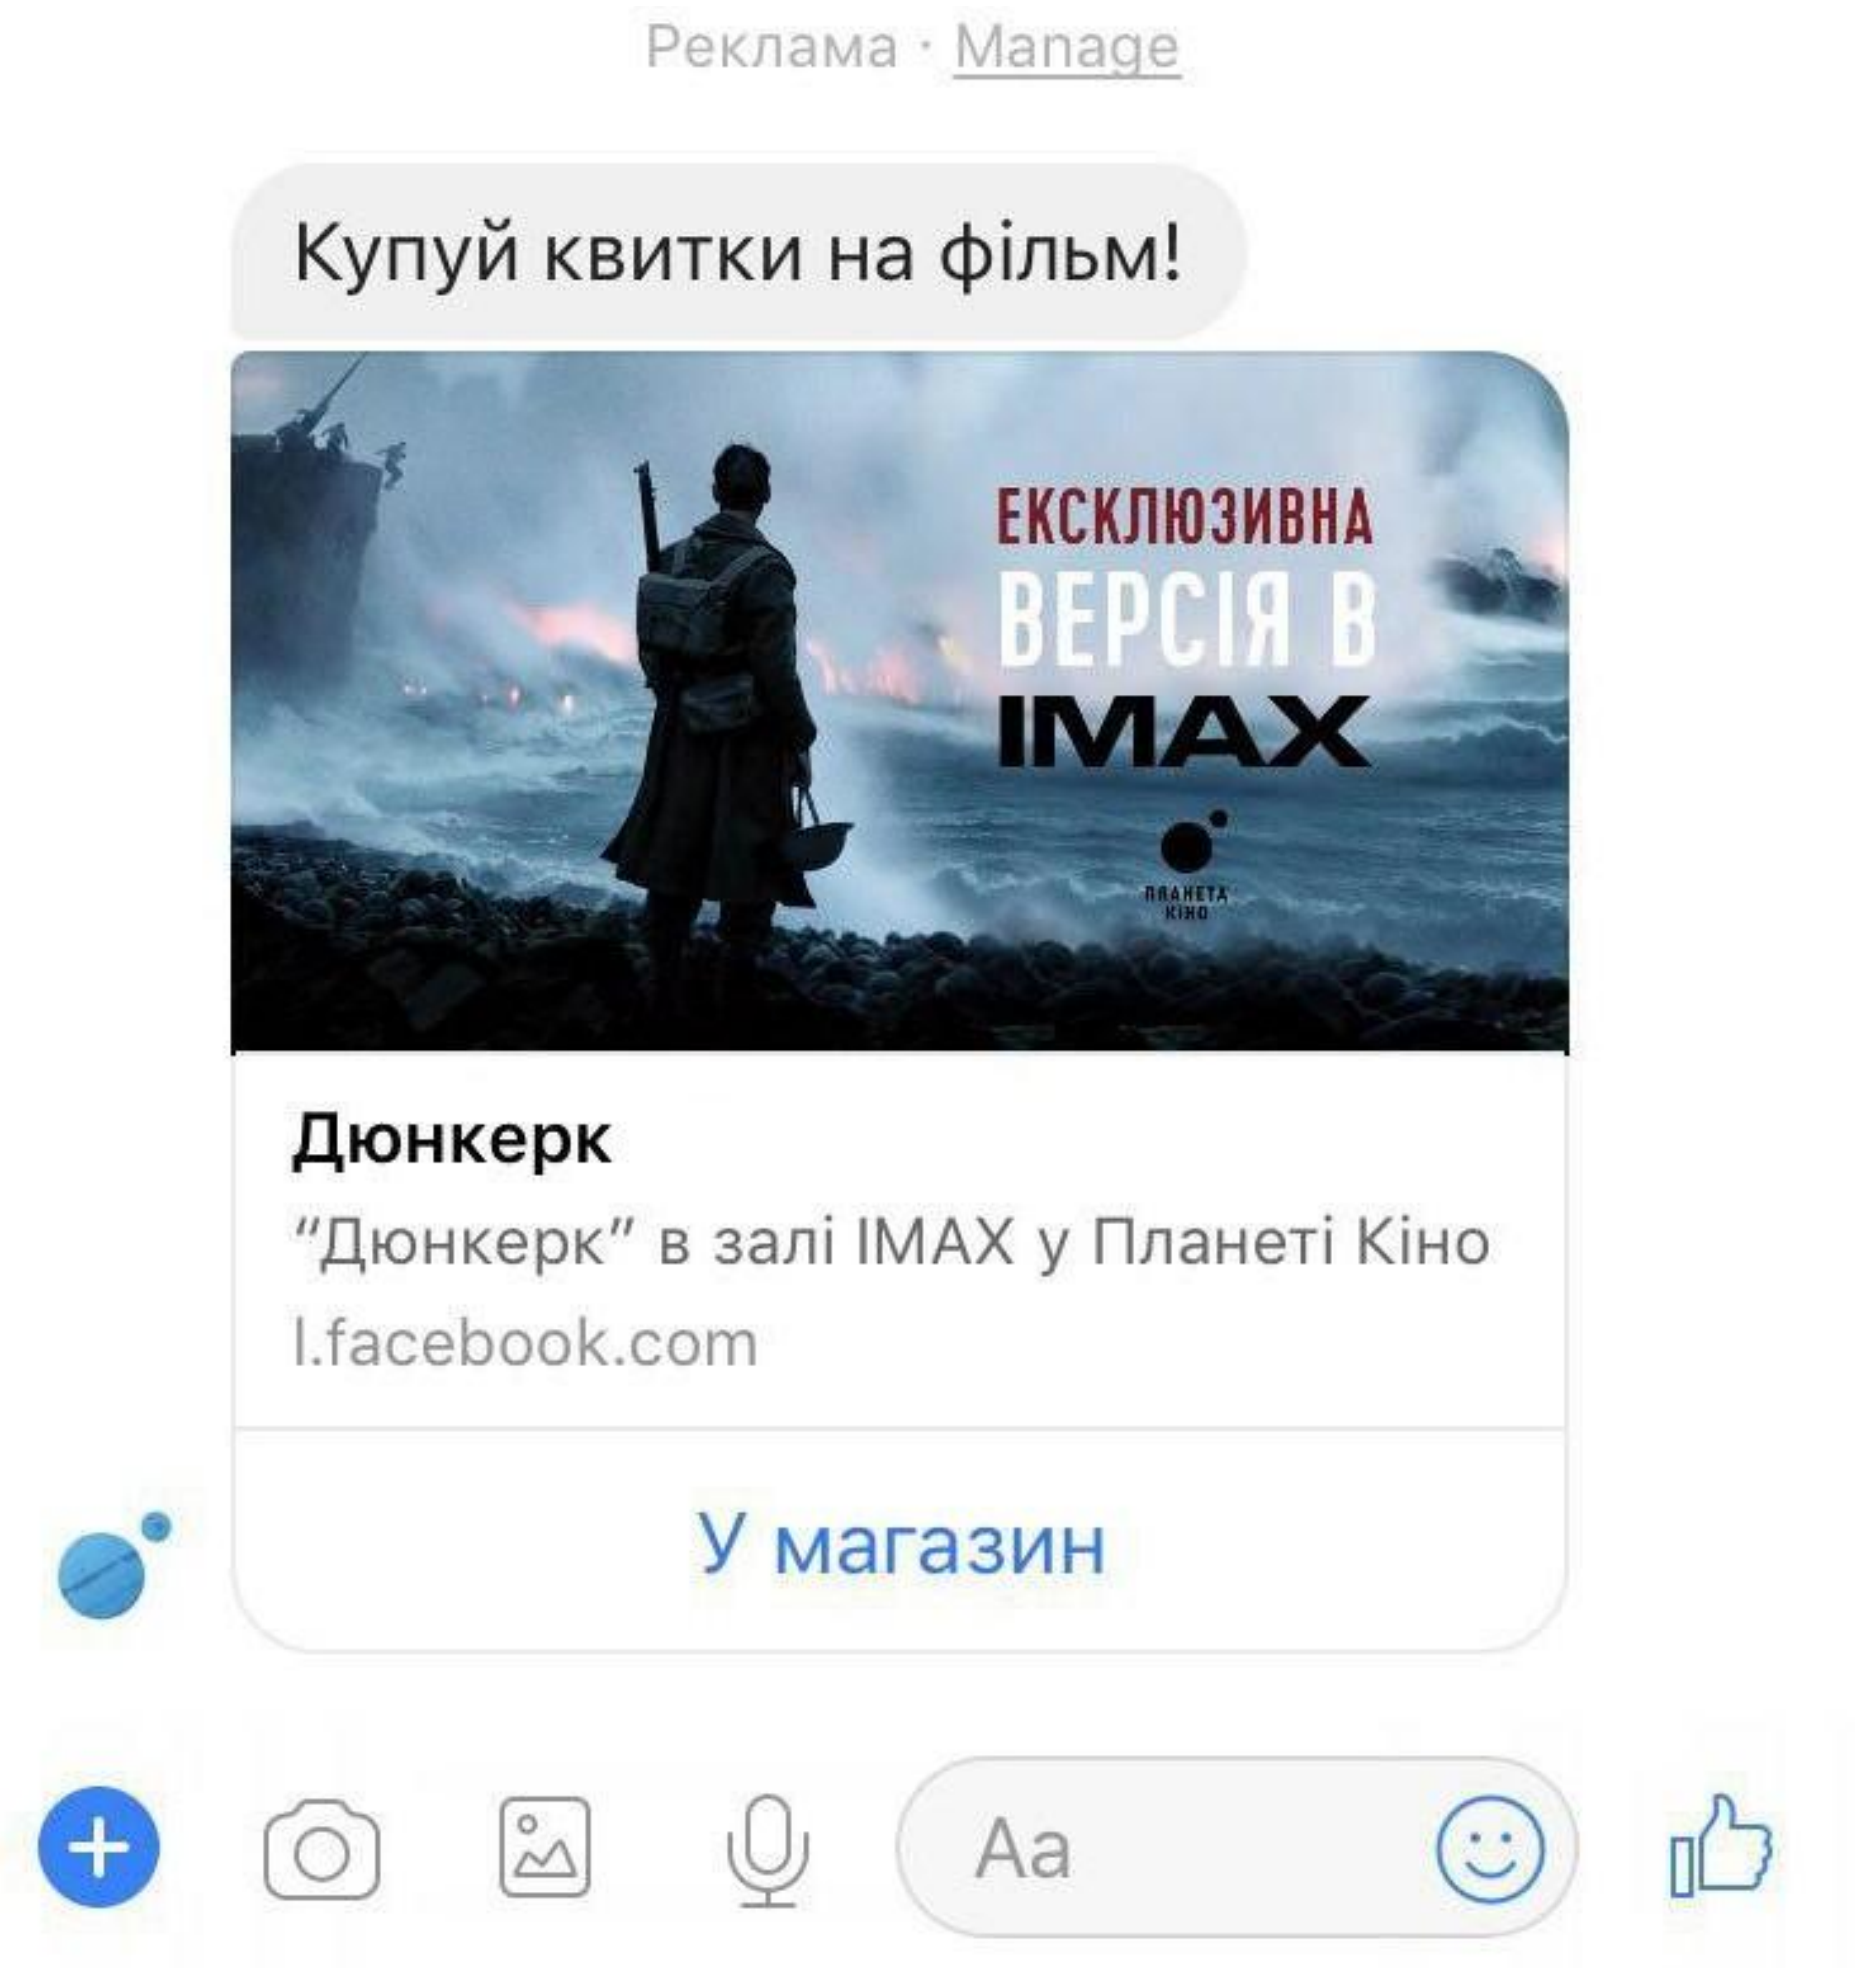 Реклама · Manage
Купуй квитки на фільм!
ЕКСКЛЮЗИВНА
ВЕРСІЯ В
IMAX
ПЛАНЕТА
КІНО
Дюнкерк
“Дюнкерк” в залі IMAX у Планеті Кіно
l.facebook.com
У магазин
Aa